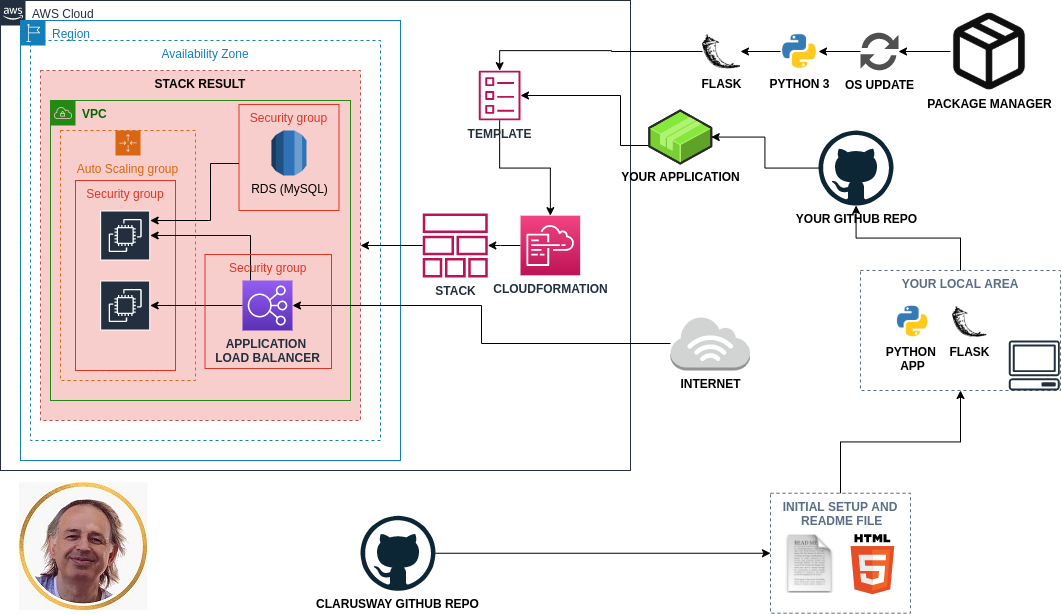 aws
AWS Cloud
Region
Availability Zone
STACK RESULT
VPC
Auto Scaling group
Security group
Security group
RDS (MySQL)
Security group
APPLICATION
LOAD BALANCER
TEMPLATE
STACK
CLOUDFORMATION
FLASK
PYTHON 3
OS UPDATE
PACKAGE MANAGER
YOUR APPLICATION
YOUR GITHUB REPO
INTERNET
YOUR LOCAL AREA
PYTHON
APP
FLASK
INITIAL SETUP AND
README FILE
README
HTML
5
CLARUSWAY GITHUB REPO